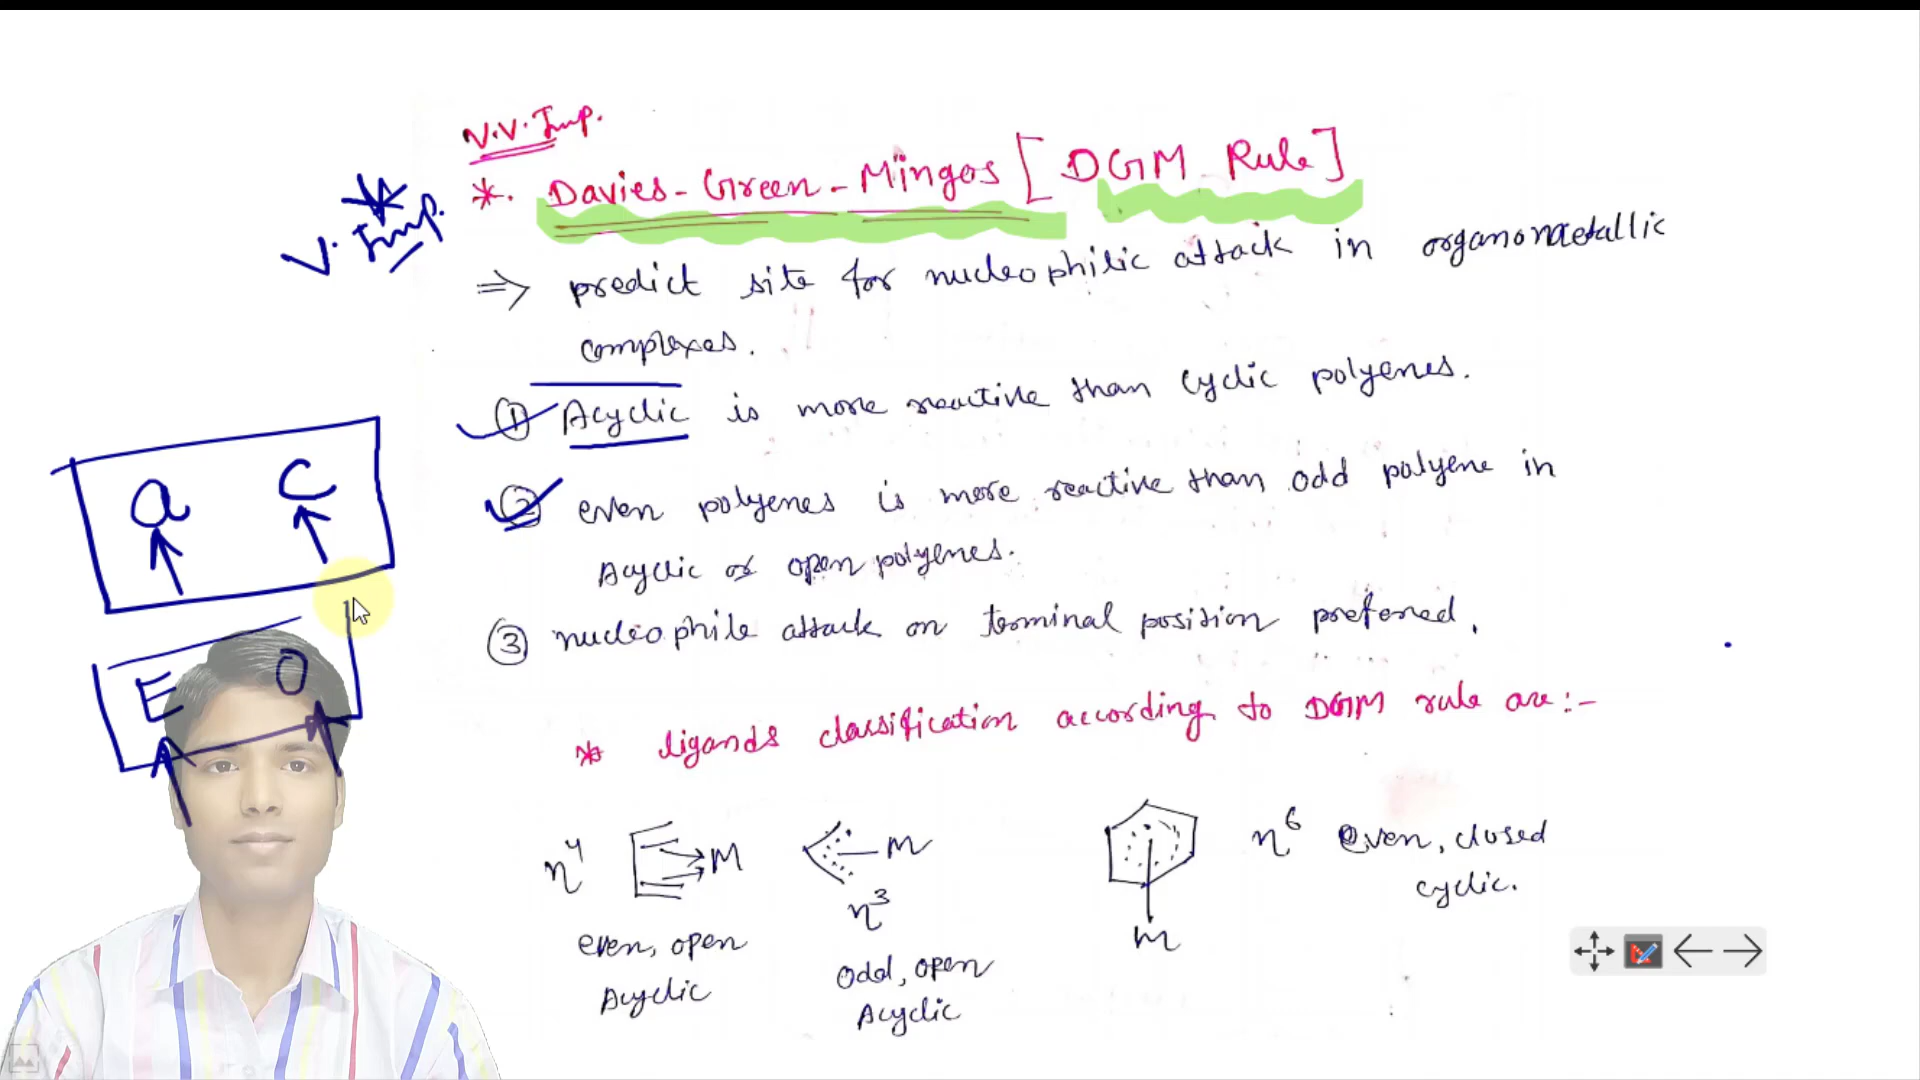 V.V.Imp.
*. Davies-Green-Mingos [DGM Rule]
V. Imp.
⇒ predict site for nucleophilic attack in organometallic
complexes.
① Acyclic is more reactive than cyclic polyenes.
a C
② even polyenes is more reactive than odd polyene in
Acyclic or open polyenes.
③ nucleophile attack on terminal position preferred.
E O
* ligands classification according to DGM rule are:-
η4 M
M
η3
even, open
Acyclic
Odd, open
Acyclic
M
η6 even, closed
cyclic.